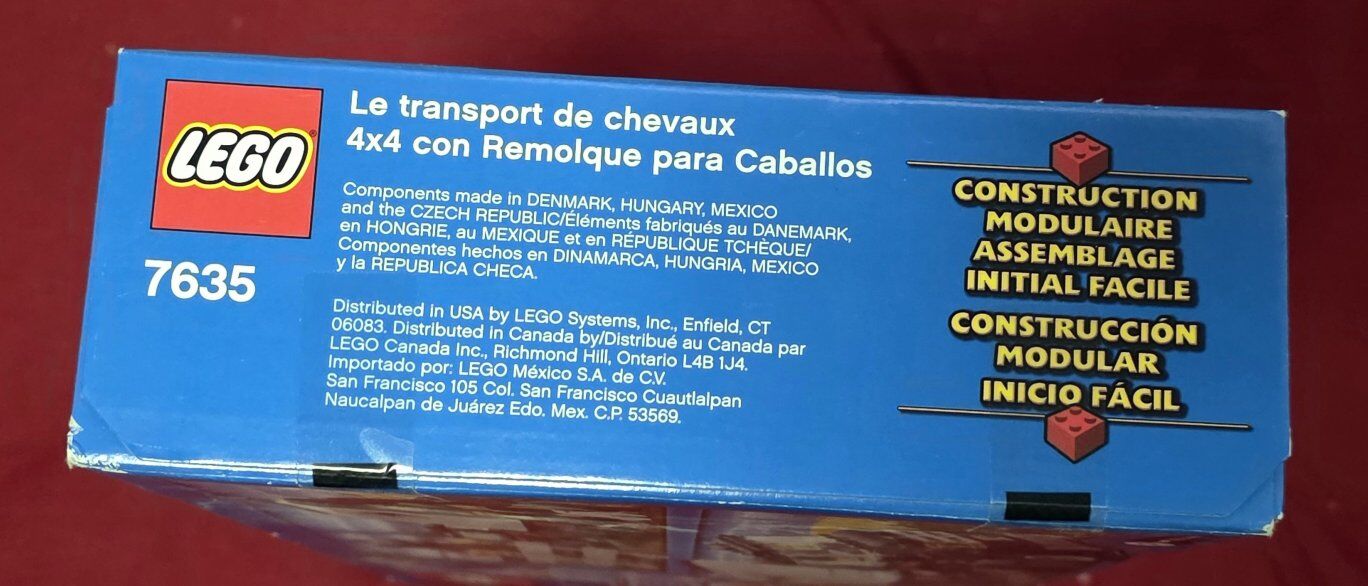 LEGO®
7635
Le transport de chevaux
4x4 con Remolque para Caballos
Components made in DENMARK, HUNGARY, MEXICO
and the CZECH REPUBLIC/Éléments fabriqués au DANEMARK,
en HONGRIE, au MEXIQUE et en RÉPUBLIQUE TCHÈQUE/
Componentes hechos en DINAMARCA, HUNGRIA, MEXICO
y la REPUBLICA CHECA.
Distributed in USA by LEGO Systems, Inc., Enfield, CT
06083. Distributed in Canada by/Distribué au Canada par
LEGO Canada Inc., Richmond Hill, Ontario L4B 1J4.
Importado por: LEGO México S.A. de C.V.
San Francisco 105 Col. San Francisco Cuautlalpan
Naucalpan de Juárez Edo. Mex. C.P. 53569.
CONSTRUCTION
MODULAIRE
ASSEMBLAGE
INITIAL FACILE
CONSTRUCCIÓN
MODULAR
INICIO FÁCIL